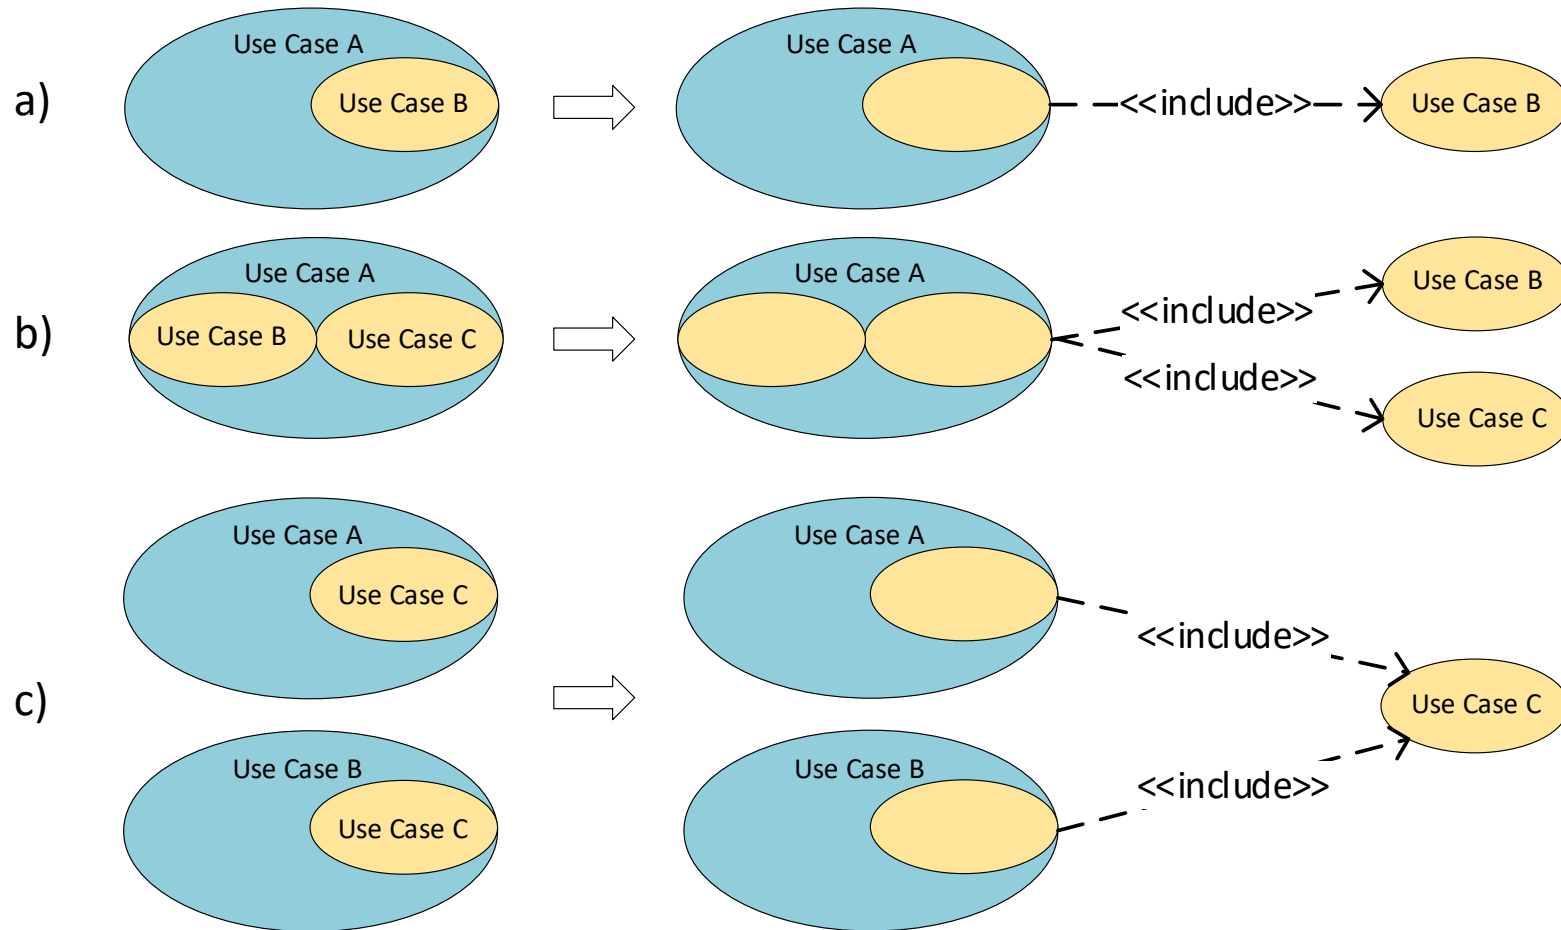 a)
Use Case A
Use Case B
Use Case A
<<include>>
Use Case B
b)
Use Case A
Use Case B
Use Case C
Use Case A
<<include>>
<<include>>
Use Case B
Use Case C
c)
Use Case A
Use Case C
Use Case B
Use Case C
Use Case A
<<include>>
Use Case B
<<include>>
Use Case C